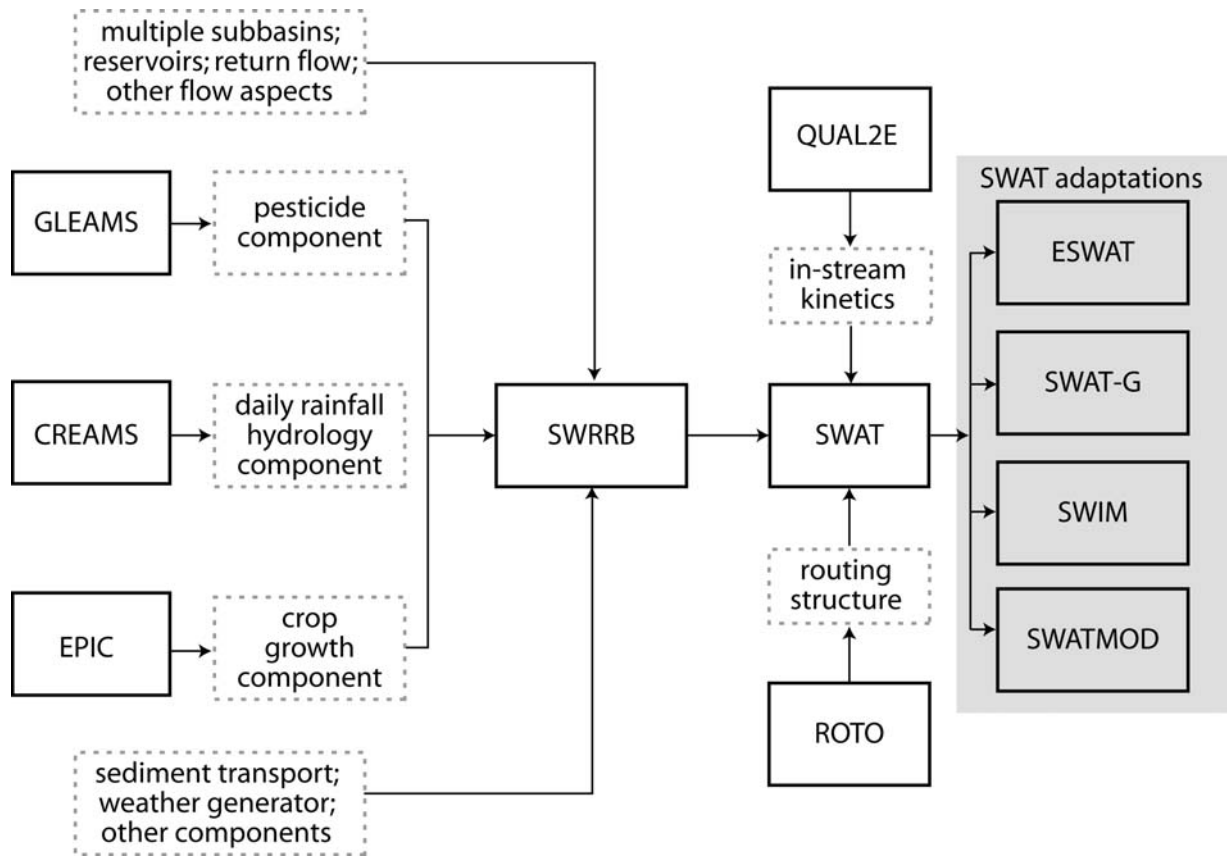 multiple subbasins;
reservoirs; return flow;
other flow aspects
GLEAMS
pesticide
component
CREAMS
daily rainfall
hydrology
component
EPIC
crop
growth
component
sediment transport;
weather generator;
other components
SWRRB
QUAL2E
in-stream
kinetics
SWAT
routing
structure
ROTO
SWAT adaptations
ESWAT
SWAT-G
SWIM
SWATMOD